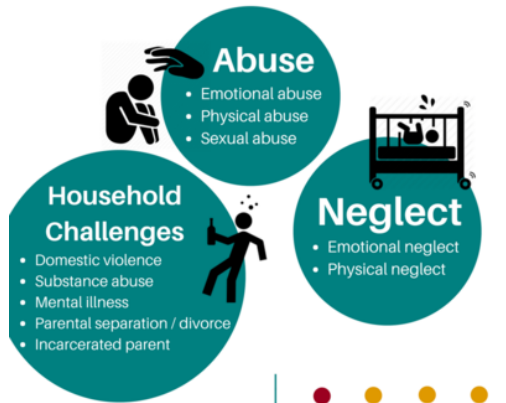 Abuse
• Emotional abuse
• Physical abuse
• Sexual abuse
Household
Challenges
• Domestic violence
• Substance abuse
• Mental illness
• Parental separation / divorce
• Incarcerated parent
Neglect
• Emotional neglect
• Physical neglect